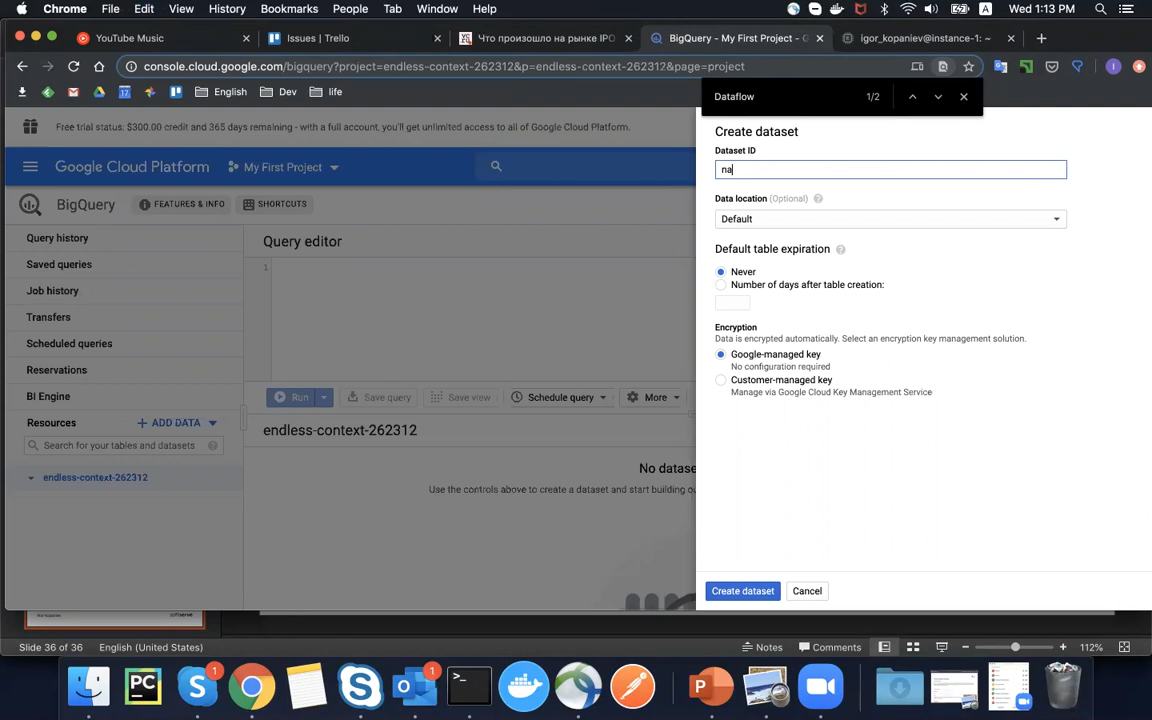 Chrome File Edit View History Bookmarks People Tab Window Help A Wed 1:13 PM
YouTube Music
Issues | Trello
Что произошло на рынке IPO
BigQuery - My First Project - G
igor_kopaniev@instance-1: ~
console.cloud.google.com/bigquery?project=endless-context-262312&p=endless-context-262312&page=project
English Dev life
Dataflow 1/2
Free trial status: $300.00 credit and 365 days remaining - with a full account, you'll get unlimited access to all of Google Cloud Platform.
Google Cloud Platform My First Project
BigQuery FEATURES & INFO SHORTCUTS
Query history
Saved queries
Job history
Transfers
Scheduled queries
Reservations
BI Engine
Resources + ADD DATA
Search for your tables and datasets
endless-context-262312
Query editor
1
Run Save query Save view Schedule query More
endless-context-262312
No datase
Use the controls above to create a dataset and start building ou
Create dataset
Dataset ID
na
Data location (Optional)
Default
Default table expiration
Never
Number of days after table creation:
Encryption
Data is encrypted automatically. Select an encryption key management solution.
Google-managed key
No configuration required
Customer-managed key
Manage via Google Cloud Key Management Service
Create dataset Cancel
Slide 36 of 36 English (United States) Notes Comments 112%